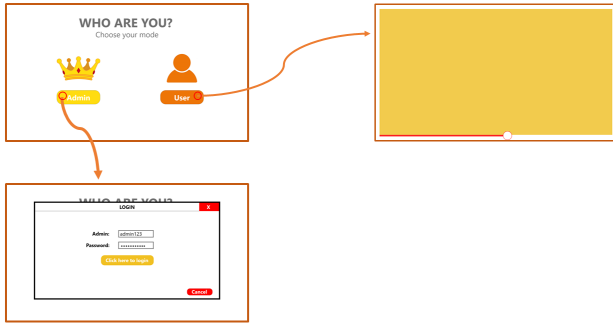 WHO ARE YOU?
Choose your mode
Admin
User
WHO ARE YOU?
LOGIN
X
Admin: admin123
Password: ••••••••••••
Click here to login
Cancel